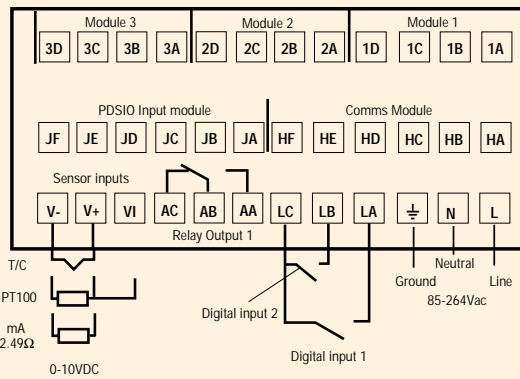 Module 3 Module 2 Module 1
3D 3C 3B 3A 2D 2C 2B 2A 1D 1C 1B 1A
PDSIO Input module Comms Module
JF JE JD JC JB JA HF HE HD HC HB HA
Sensor inputs
V- V+ VI AC AB AA LC LB LA N L
Relay Output 1
T/C
Neutral
Ground Line
PT100
85-264Vac
Digital input 2
mA
2.49Ω
Digital input 1
0-10VDC